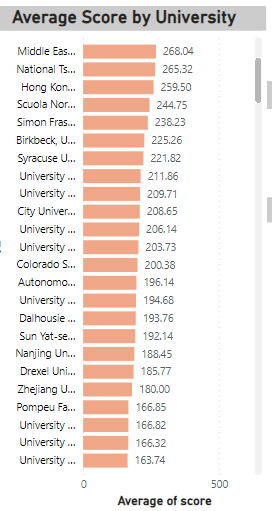 Average Score by University
Middle Eas... 268.04
National Ts... 265.32
Hong Kon... 259.50
Scuola Nor... 244.75
Simon Fras... 238.23
Birkbeck, U... 225.26
Syracuse U... 221.82
University ... 211.86
University ... 209.71
City Univer... 208.65
University ... 206.14
University ... 203.73
Colorado S... 200.38
Autonomo... 196.14
University ... 194.68
Dalhousie ... 193.76
Sun Yat-se... 192.14
Nanjing Un... 188.45
Drexel Uni... 185.77
Zhejiang U... 180.00
Pompeu Fa... 166.85
University ... 166.82
University ... 166.32
University ... 163.74
0 500
Average of score